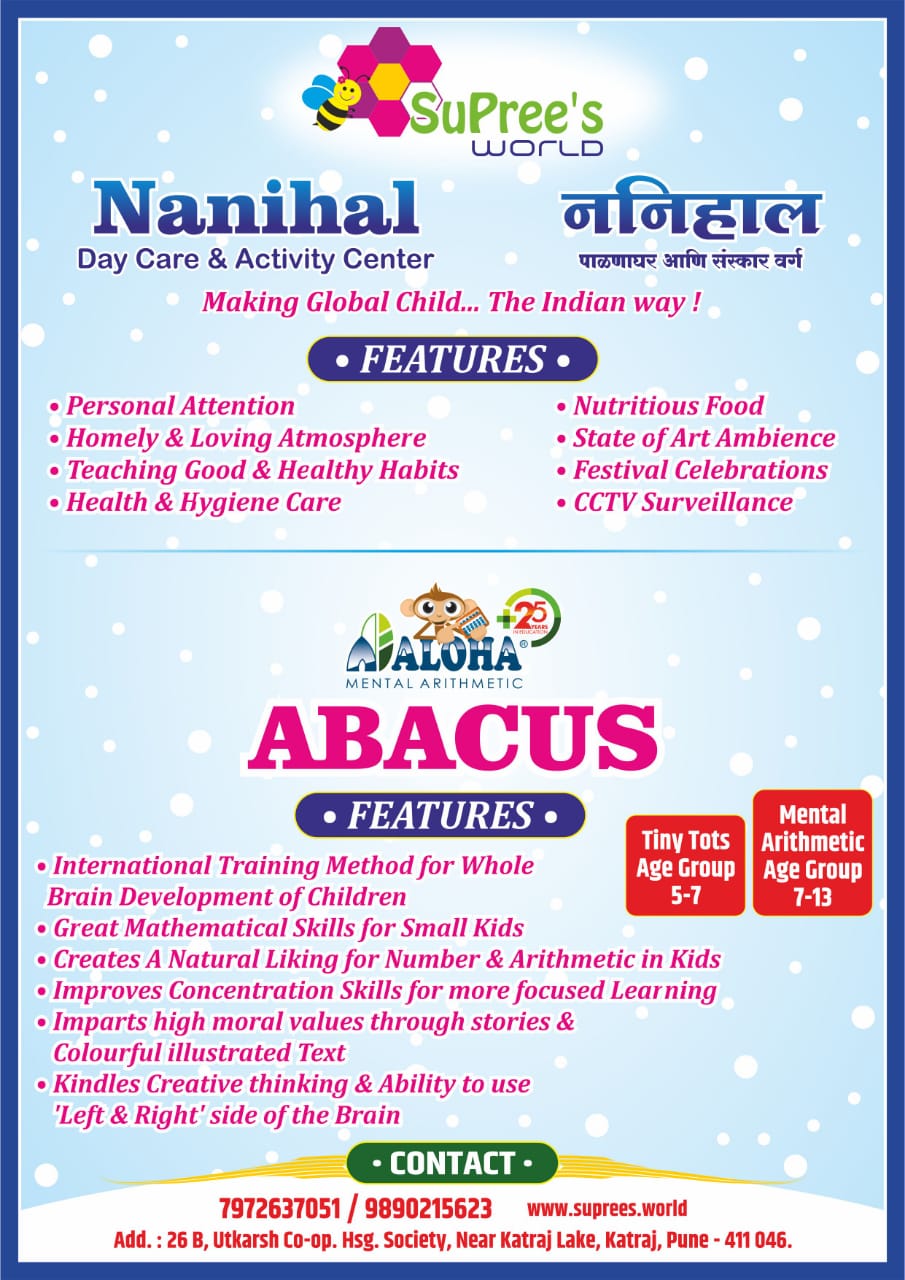 SuPree's
WORLD
Nanihal
Day Care & Activity Center
ननिहाल
पाळणाघर आणि संस्कार वर्ग
Making Global Child... The Indian way !
• FEATURES •
• Personal Attention
• Homely & Loving Atmosphere
• Teaching Good & Healthy Habits
• Health & Hygiene Care
• Nutritious Food
• State of Art Ambience
• Festival Celebrations
• CCTV Surveillance
+25
YEARS
IN EDUCATION
ALOHA®
MENTAL ARITHMETIC
ABACUS
• FEATURES •
Tiny Tots
Age Group
5-7
Mental
Arithmetic
Age Group
7-13
• International Training Method for Whole
Brain Development of Children
• Great Mathematical Skills for Small Kids
• Creates A Natural Liking for Number & Arithmetic in Kids
• Improves Concentration Skills for more focused Learning
• Imparts high moral values through stories &
Colourful illustrated Text
• Kindles Creative thinking & Ability to use
'Left & Right' side of the Brain
• CONTACT •
7972637051 / 9890215623 www.suprees.world
Add. : 26 B, Utkarsh Co-op. Hsg. Society, Near Katraj Lake, Katraj, Pune - 411 046.